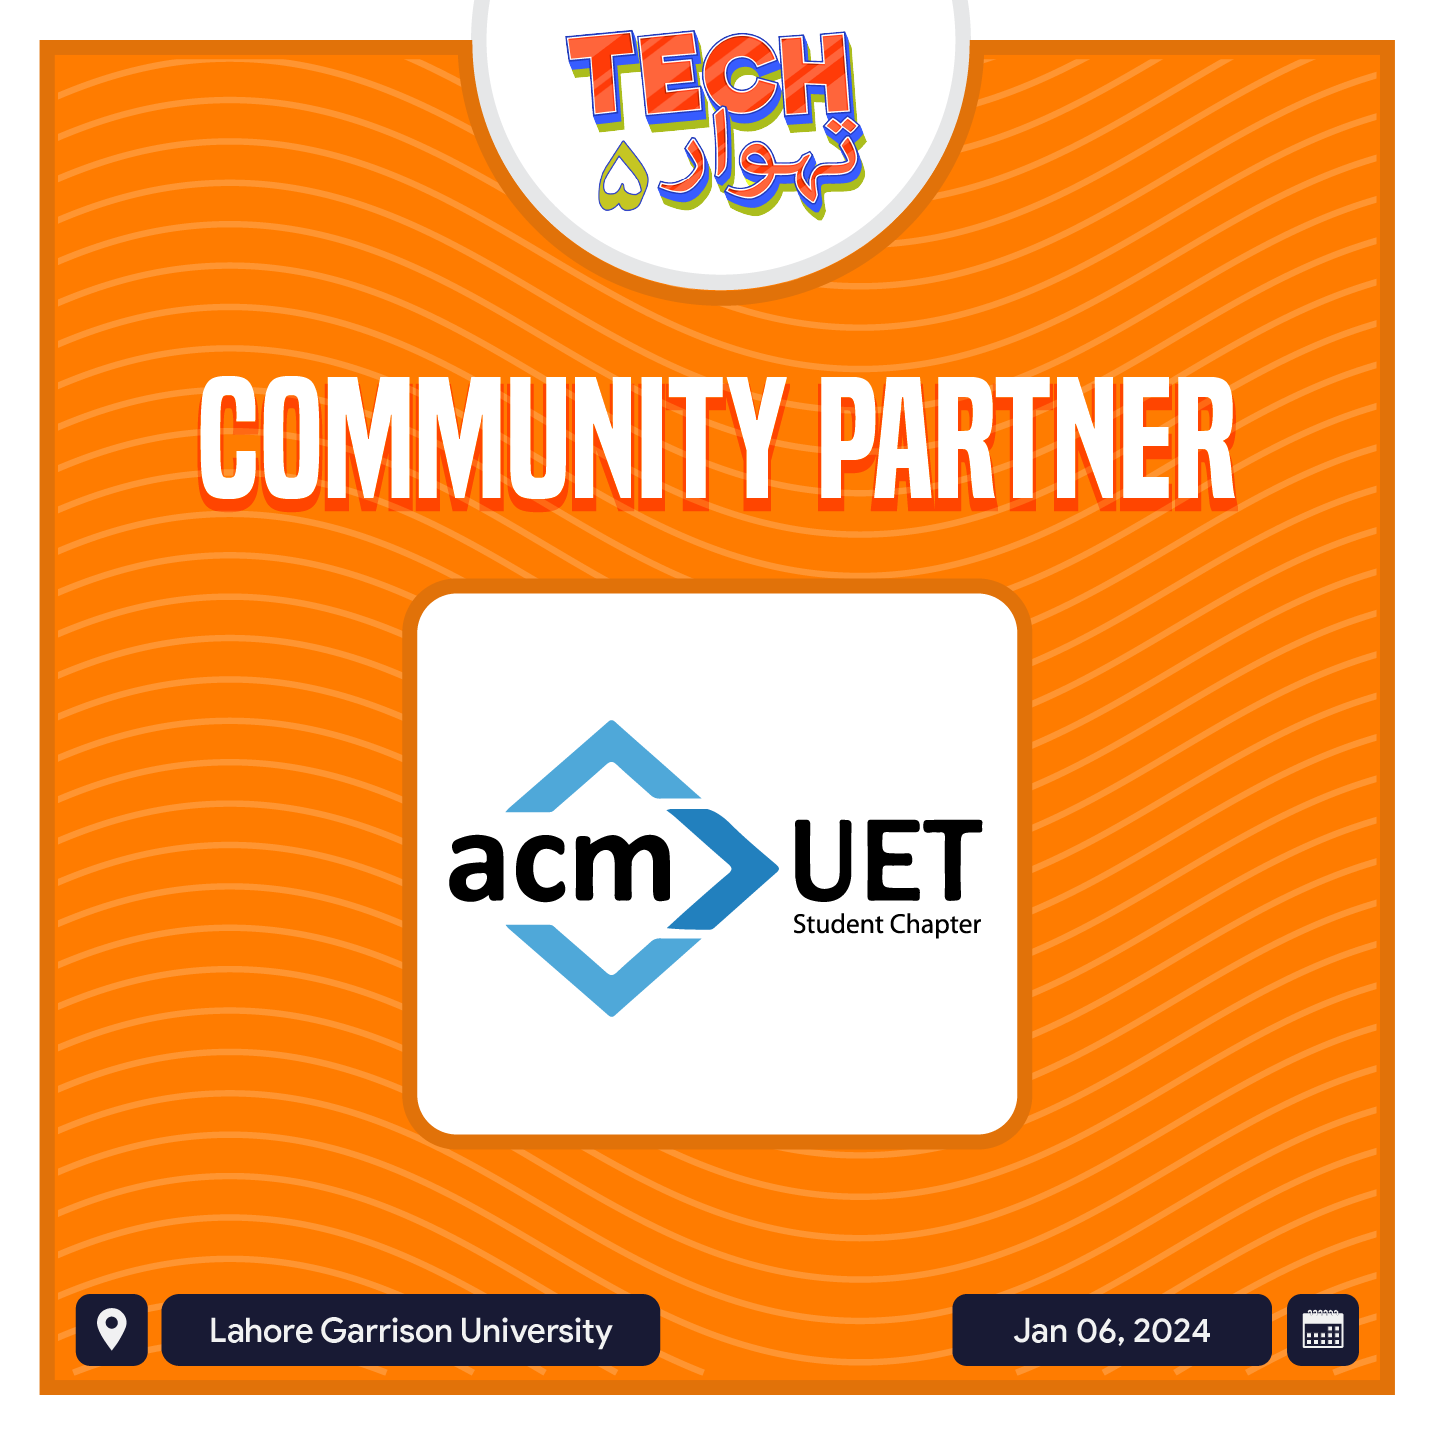 TECH
تہوار ۵
COMMUNITY PARTNER
acm UET
Student Chapter
Lahore Garrison University
Jan 06, 2024